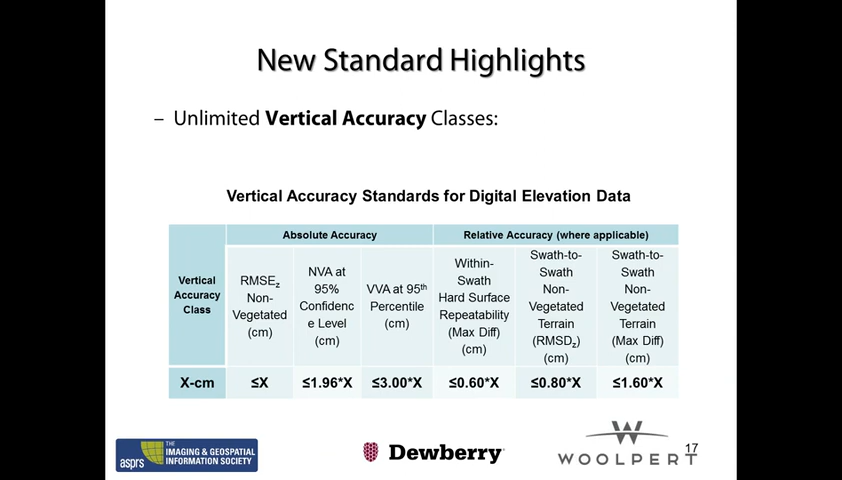 New Standard Highlights
– Unlimited Vertical Accuracy Classes:
Vertical Accuracy Standards for Digital Elevation Data
Absolute Accuracy
Relative Accuracy (where applicable)
Vertical
Accuracy
Class
RMSEz
Non-
Vegetated
(cm)
NVA at
95%
Confidenc
e Level
(cm)
VVA at 95th
Percentile
(cm)
Within-
Swath
Hard Surface
Repeatability
(Max Diff)
(cm)
Swath-to-
Swath
Non-
Vegetated
Terrain
(RMSDz)
(cm)
Swath-to-
Swath
Non-
Vegetated
Terrain
(Max Diff)
(cm)
X-cm
≤X
≤1.96*X
≤3.00*X
≤0.60*X
≤0.80*X
≤1.60*X
asprs
THE
IMAGING & GEOSPATIAL
INFORMATION SOCIETY
Dewberry
WOOLPERT
17